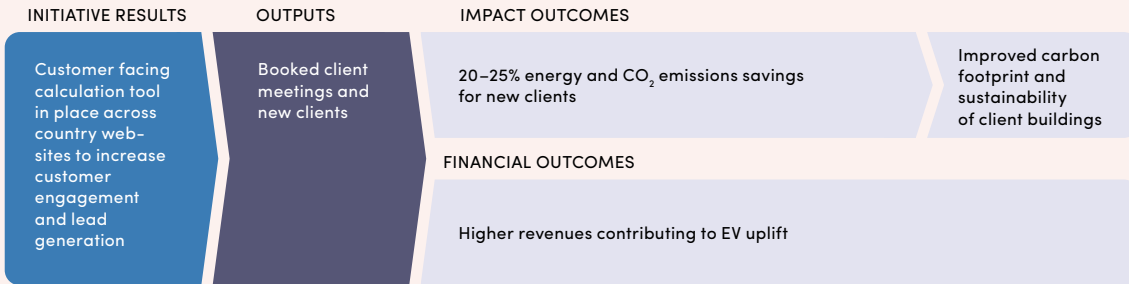 INITIATIVE RESULTS
Customer facing
calculation tool
in place across
country web-
sites to increase
customer
engagement
and lead
generation
OUTPUTS
Booked client
meetings and
new clients
IMPACT OUTCOMES
20–25% energy and CO₂ emissions savings
for new clients
Improved carbon
footprint and
sustainability
of client buildings
FINANCIAL OUTCOMES
Higher revenues contributing to EV uplift